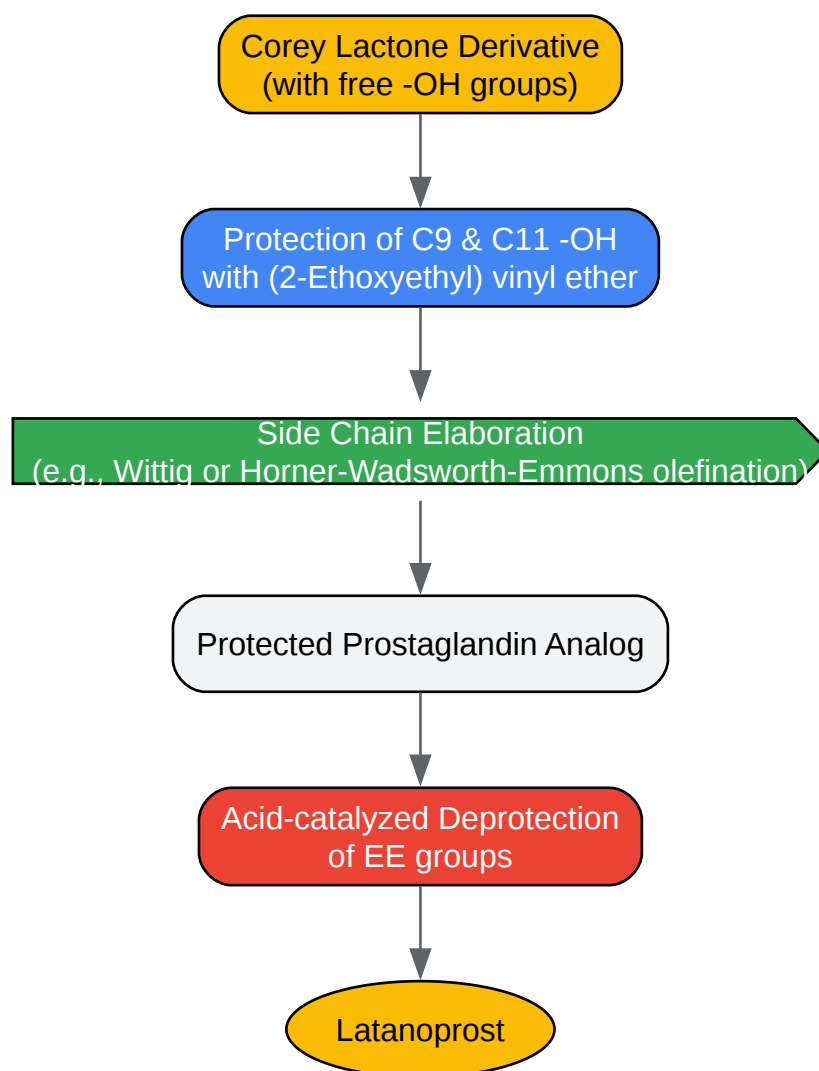 Corey Lactone Derivative
(with free -OH groups)
Protection of C9 & C11 -OH
with (2-Ethoxyethyl) vinyl ether
Side Chain Elaboration
(e.g., Wittig or Horner-Wadsworth-Emmons olefination)
Protected Prostaglandin Analog
Acid-catalyzed Deprotection
of EE groups
Latanoprost